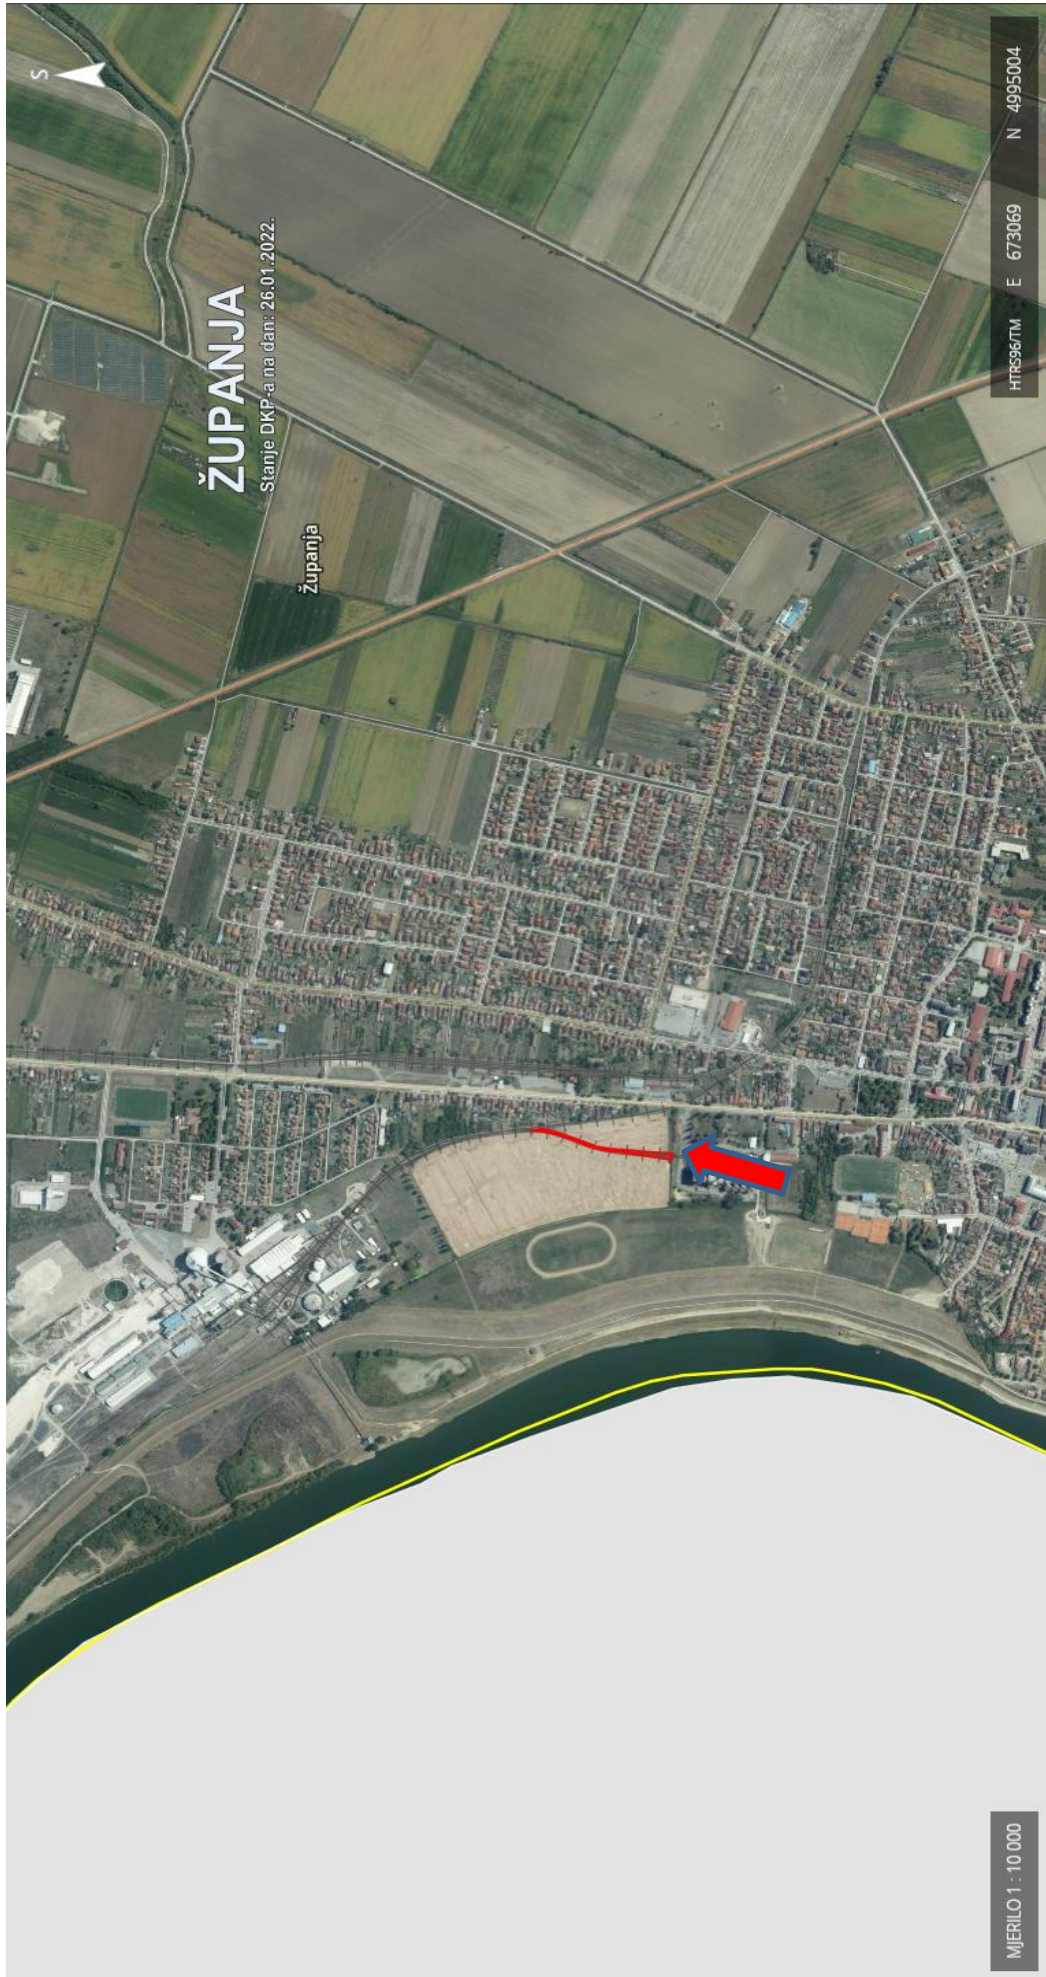 S
ŽUPANJA
Stanje DKP-a na dan: 26.01.2022.
Županja
MJERILO 1 : 10 000
HTRS96/TM E 673069 N 4995004